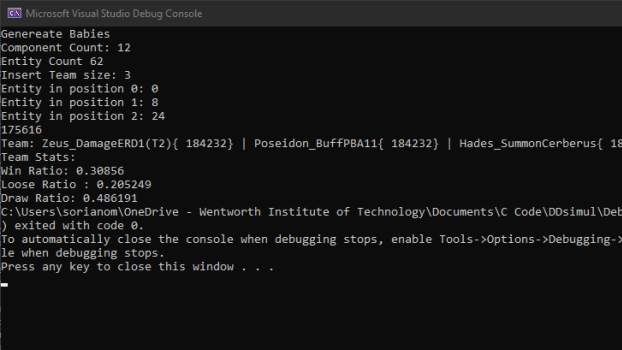 Microsoft Visual Studio Debug Console
Genereate Babies
Component Count: 12
Entity Count 62
Insert Team size: 3
Entity in position 0: 0
Entity in position 1: 8
Entity in position 2: 24
175616
Team: Zeus_DamageERD1(T2){ 184232} | Poseidon_BuffPBA11{ 184232} | Hades_SummonCerberus{ 18
Team Stats:
Win Ratio: 0.30856
Loose Ratio : 0.205249
Draw Ratio: 0.486191
C:\Users\sorianom\OneDrive - Wentworth Institute of Technology\Documents\C Code\DDsimul\Deb
) exited with code 0.
To automatically close the console when debugging stops, enable Tools->Options->Debugging->
le when debugging stops.
Press any key to close this window . . .